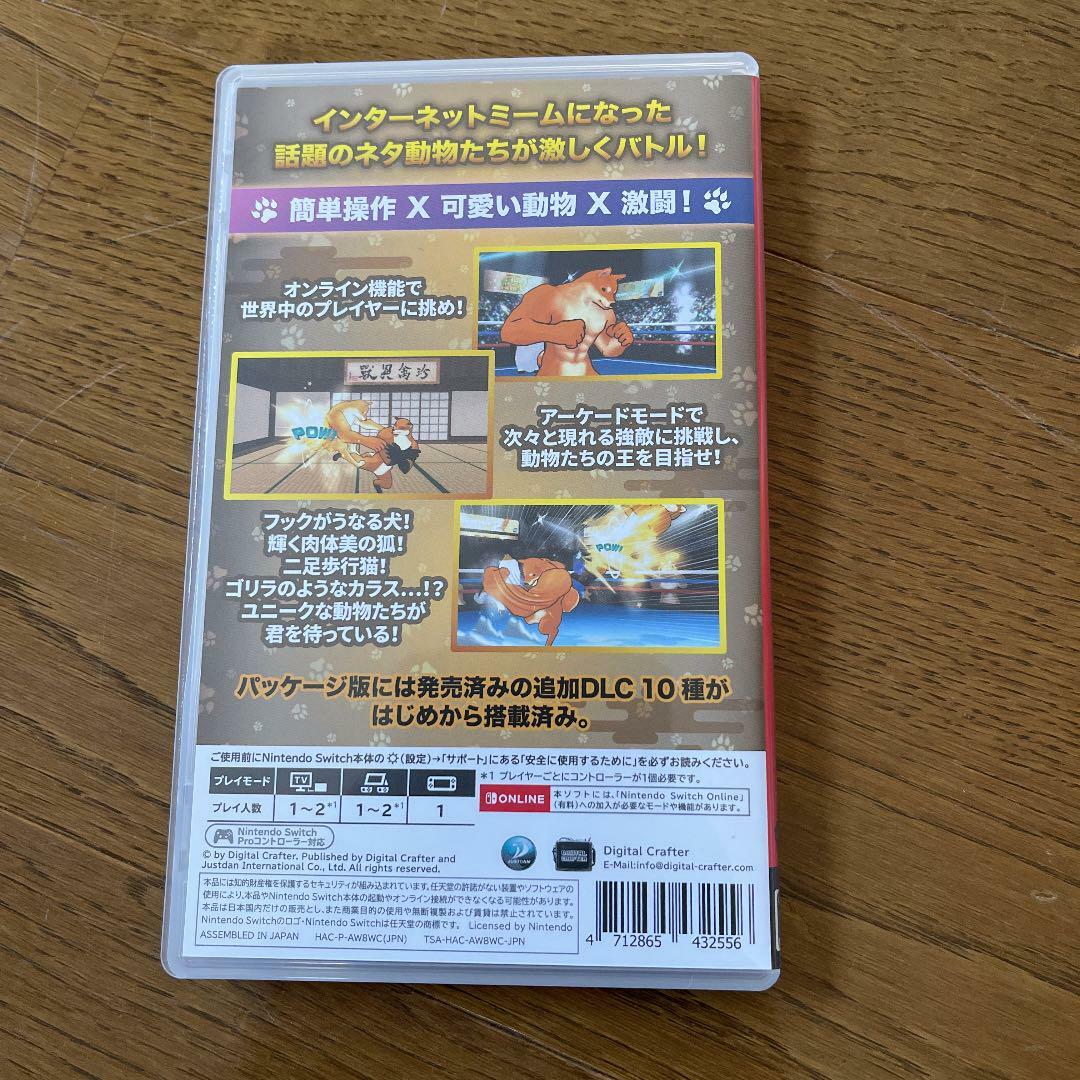 インターネットミームになった
話題のネタ動物たちが激しくバトル！
簡単操作 X 可愛い動物 X 激闘！
オンライン機能で
世界中のプレイヤーに挑め！
獸異禽珍
POW!
アーケードモードで
次々と現れる強敵に挑戦し、
動物たちの王を目指せ！
フックがうなる犬！
輝く肉体美の狐！
二足歩行猫！
ゴリラのようなカラス…！？
ユニークな動物たちが
君を待っている！
POW!
パッケージ版には発売済みの追加DLC 10 種が
はじめから搭載済み。
ご使用前にNintendo Switch本体の(設定)→「サポート」にある「安全に使用するために」を必ずお読みください。
プレイモード TV
プレイ人数 1～2*1 1～2*1 1
*1 プレイヤーごとにコントローラーが1個必要です。
ONLINE
本ソフトには、「Nintendo Switch Online」
(有料)への加入が必要なモードや機能があります。
Nintendo Switch
Proコントローラー対応
© by Digital Crafter. Published by Digital Crafter and
Justdan International Co., Ltd. All rights reserved.
JUSTDAN
DIGITAL
CRAFTER
Digital Crafter
E-Mail:info@digital-crafter.com
本品には知的財産権を保護するセキュリティが組み込まれています。任天堂の許諾がない装置やソフトウェアの
使用により、本品やNintendo Switch本体の起動やオンライン接続ができなくなる可能性があります。
本品は日本国内だけの販売とし、また商業目的の使用や無断複製および賃貸は禁止されています。
Nintendo Switchのロゴ・Nintendo Switchは任天堂の商標です。 Licensed by Nintendo
ASSEMBLED IN JAPAN HAC-P-AW8WC(JPN) TSA-HAC-AW8WC-JPN
4 712865 432556